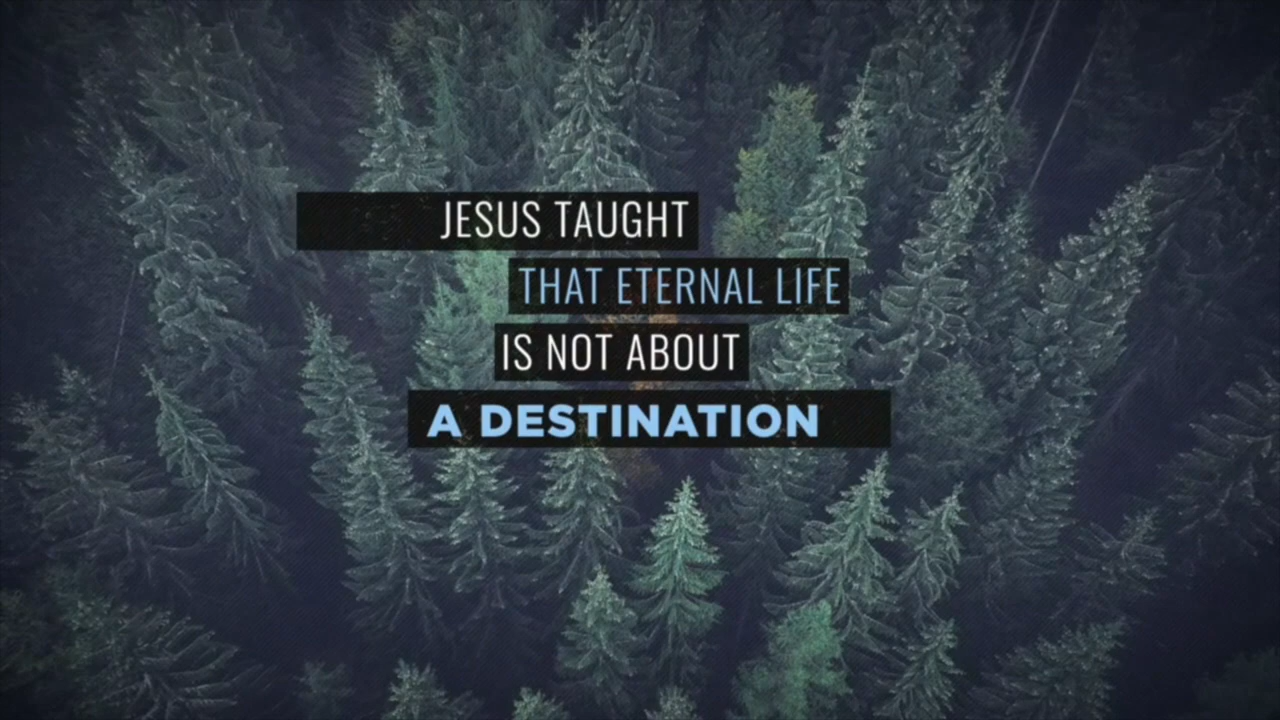 JESUS TAUGHT
THAT ETERNAL LIFE
IS NOT ABOUT
A DESTINATION